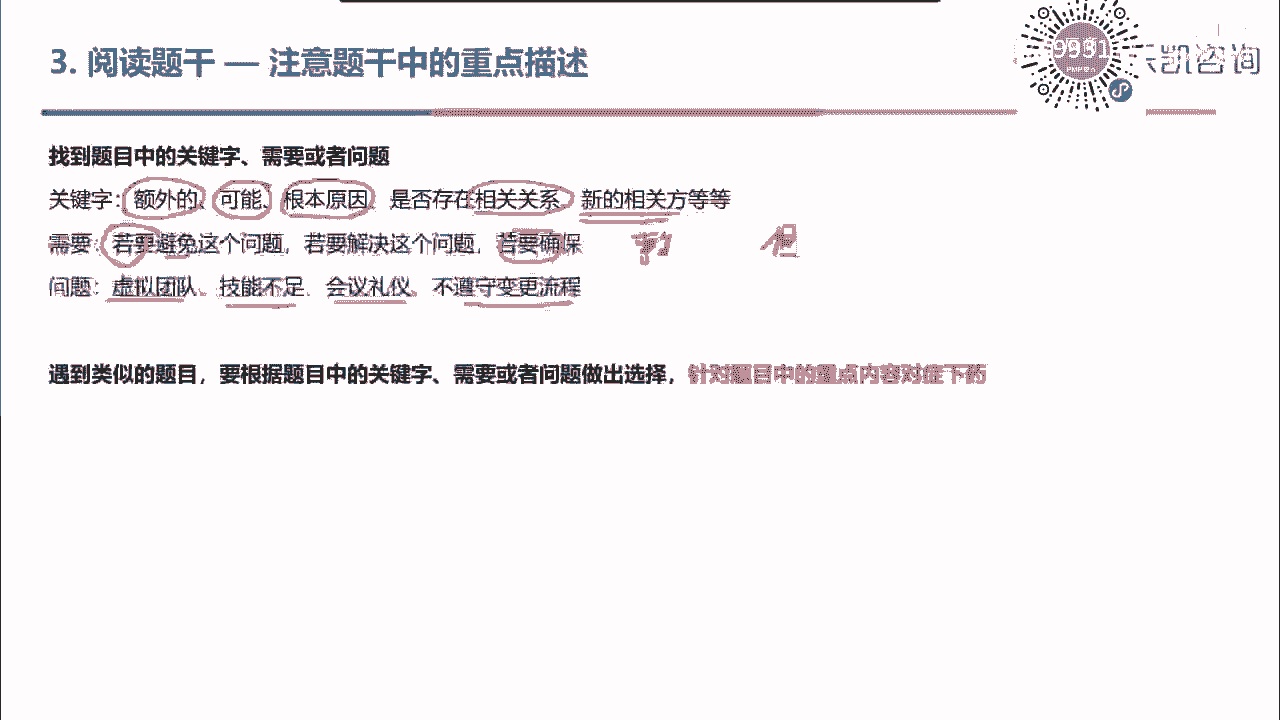 3. 阅读题干 — 注意题干中的重点描述
凯咨询
找到题目中的关键字、需要或者问题
关键字：额外的、可能、根本原因、是否存在相关关系、新的相关方等等
需要：若要避免这个问题，若要解决这个问题，若要确保
问题：虚拟团队、技能不足、会议礼仪、不遵守变更流程
遇到类似的题目，要根据题目中的关键字、需要或者问题做出选择，针对题目中的重点内容对症下药